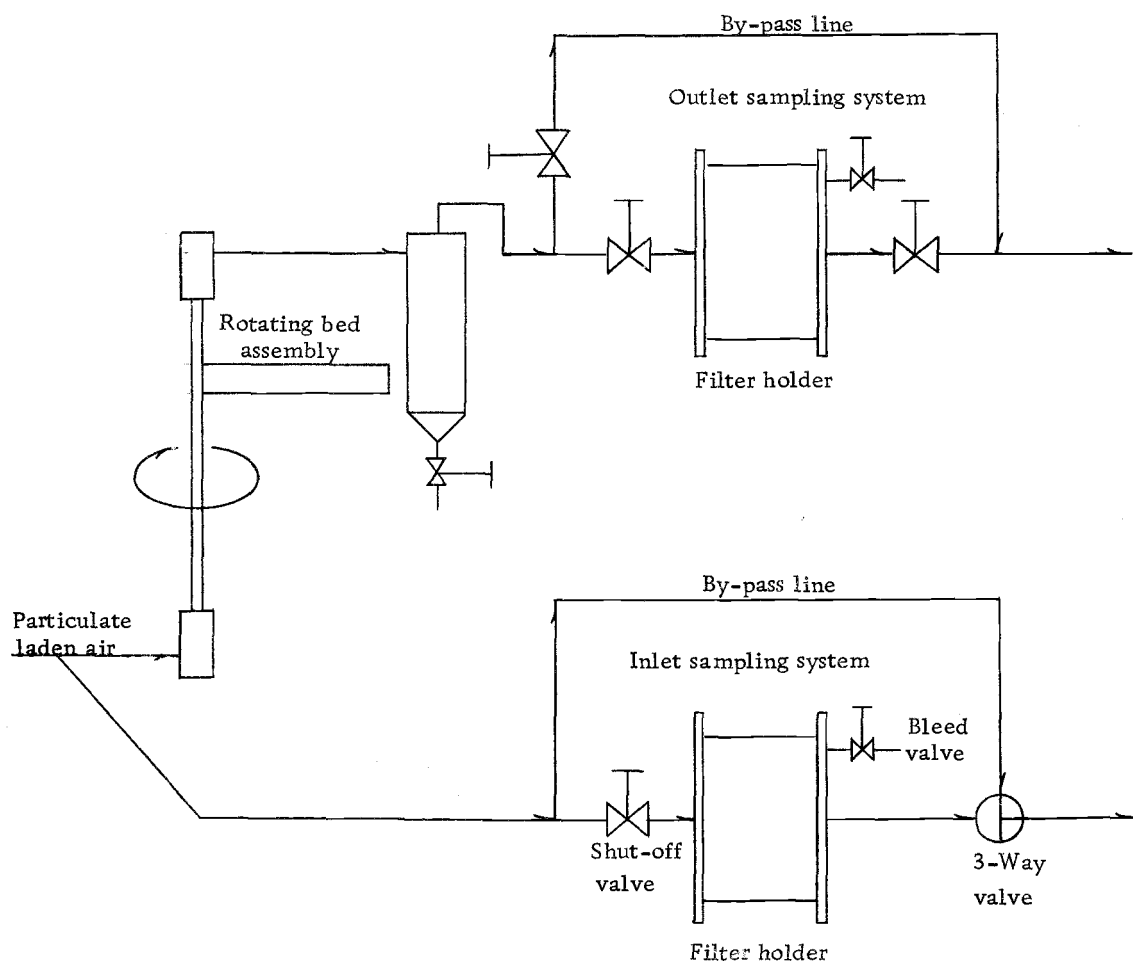 By-pass line
Outlet sampling system
Rotating bed
assembly
Filter holder
By-pass line
Particulate
laden air
Inlet sampling system
Bleed
valve
Shut-off
valve
3-Way
valve
Filter holder